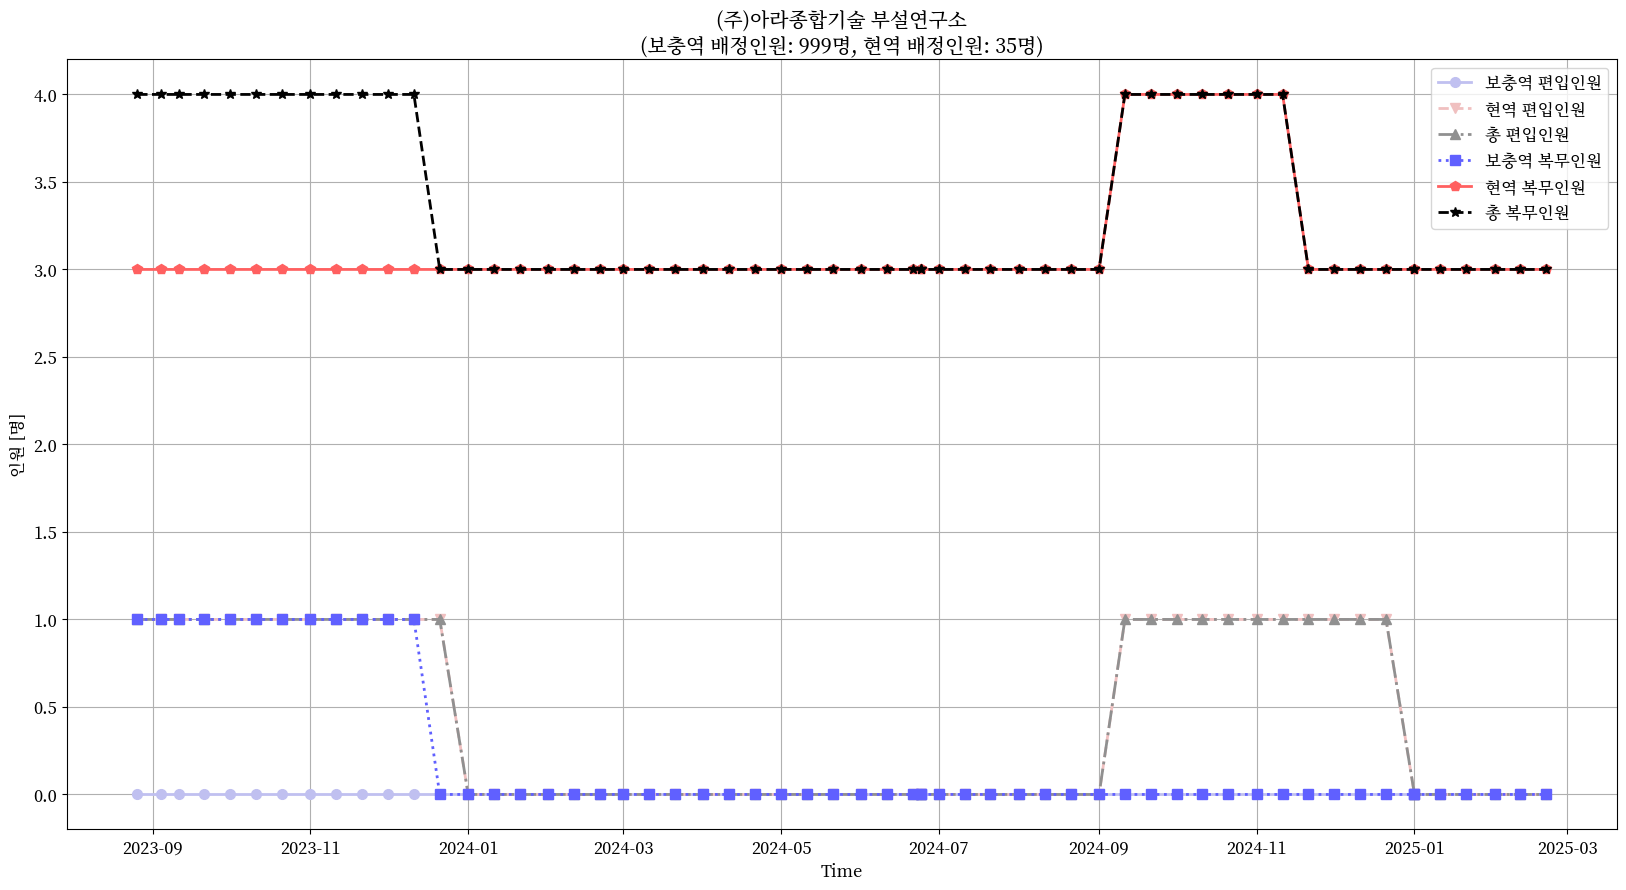 (주)아라종합기술 부설연구소
(보충역 배정인원: 999명, 현역 배정인원: 35명)
보충역 편입인원
현역 편입인원
총 편입인원
보충역 복무인원
현역 복무인원
총 복무인원
인원 [명]
4.0
3.5
3.0
2.5
2.0
1.5
1.0
0.5
0.0
2023-09
2023-11
2024-01
2024-03
2024-05
2024-07
2024-09
2024-11
2025-01
2025-03
Time